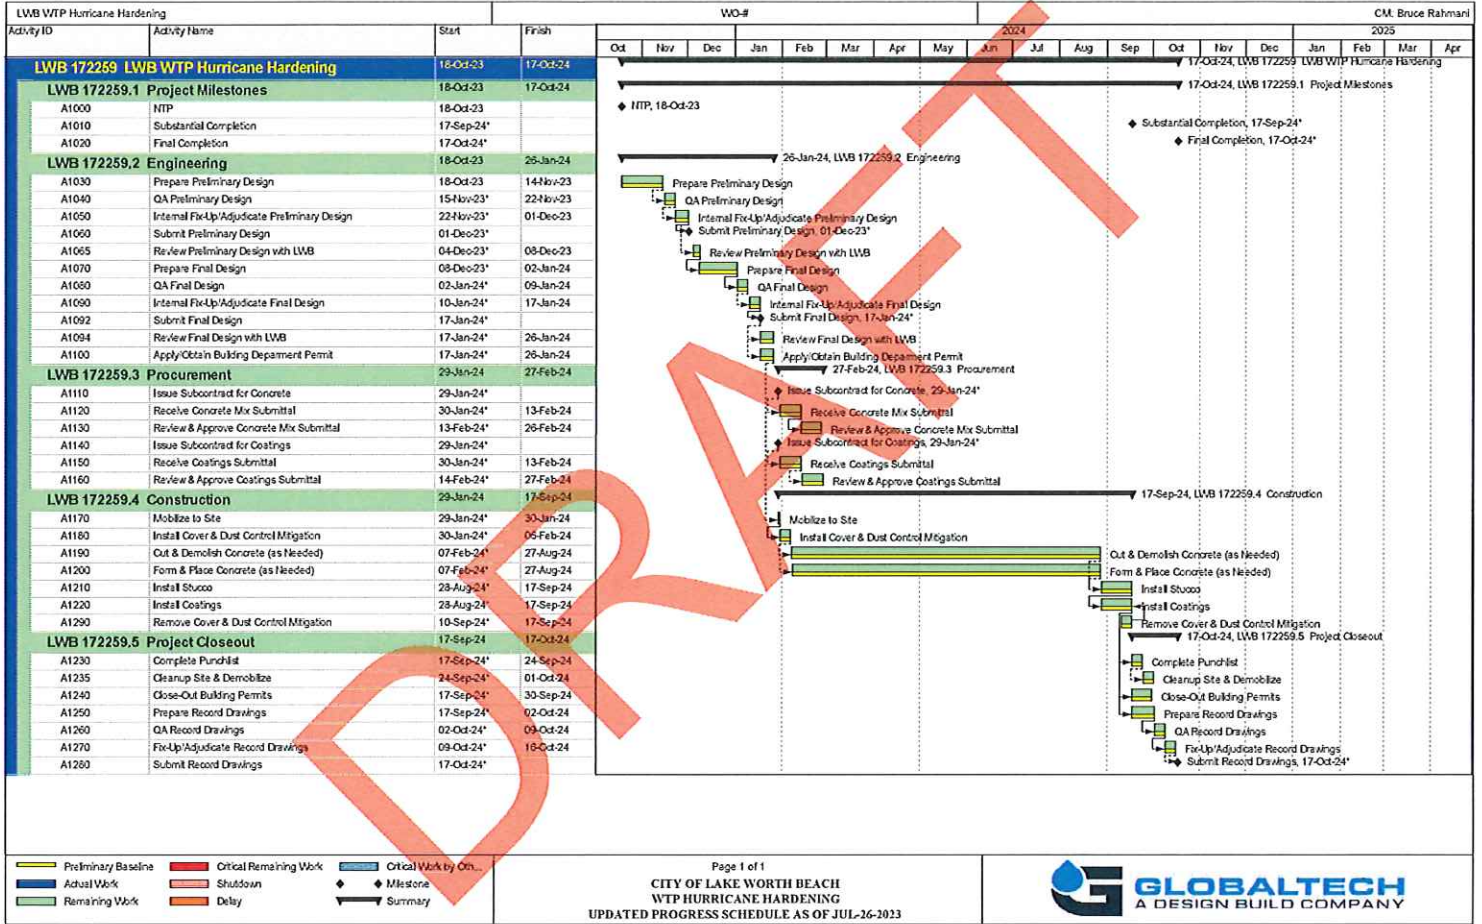 LWB WTP Hurricane Hardening WO-# CM: Bruce Rahmani
Activity ID Activity Name Start Finish 2024 2025
Oct Nov Dec Jan Feb Mar Apr May Jun Jul Aug Sep Oct Nov Dec Jan Feb Mar Apr
LWB 172259 LWB WTP Hurricane Hardening 18-Oct-23 17-Oct-24 17-Oct-24, LWB 172259 LWB WTP Hurricane Hardening
LWB 172259.1 Project Milestones 18-Oct-23 17-Oct-24 17-Oct-24, LWB 172259.1 Project Milestones
A1000 NTP 18-Oct-23 NTP, 18-Oct-23
A1010 Substantial Completion 17-Sep-24* Substantial Completion, 17-Sep-24*
A1020 Final Completion 17-Oct-24* Final Completion, 17-Oct-24*
LWB 172259.2 Engineering 18-Oct-23 26-Jan-24 26-Jan-24, LWB 172259.2 Engineering
A1030 Prepare Preliminary Design 18-Oct-23 14-Nov-23 Prepare Preliminary Design
A1040 QA Preliminary Design 15-Nov-23* 22-Nov-23 QA Preliminary Design
A1050 Internal Fix-Up/Adjudicate Preliminary Design 22-Nov-23* 01-Dec-23 Internal Fix-Up/Adjudicate Preliminary Design
A1060 Submit Preliminary Design 01-Dec-23* Submit Preliminary Design, 01-Dec-23*
A1065 Review Preliminary Design with LWB 04-Dec-23* 08-Dec-23 Review Preliminary Design with LWB
A1070 Prepare Final Design 08-Dec-23* 02-Jan-24 Prepare Final Design
A1080 QA Final Design 02-Jan-24* 09-Jan-24 QA Final Design
A1090 Internal Fix-Up/Adjudicate Final Design 10-Jan-24* 17-Jan-24 Internal Fix-Up/Adjudicate Final Design
A1092 Submit Final Design 17-Jan-24* Submit Final Design, 17-Jan-24*
A1094 Review Final Design with LWB 17-Jan-24* 26-Jan-24 Review Final Design with LWB
A1100 Apply/Obtain Building Deparment Permit 17-Jan-24* 26-Jan-24 Apply/Obtain Building Deparment Permit
LWB 172259.3 Procurement 29-Jan-24 27-Feb-24 27-Feb-24, LWB 172259.3 Procurement
A1110 Issue Subcontract for Concrete 29-Jan-24* Issue Subcontract for Concrete, 29-Jan-24*
A1120 Receive Concrete Mix Submittal 30-Jan-24* 13-Feb-24 Receive Concrete Mix Submittal
A1130 Review & Approve Concrete Mix Submittal 13-Feb-24* 26-Feb-24 Review & Approve Concrete Mix Submittal
A1140 Issue Subcontract for Coatings 29-Jan-24* Issue Subcontract for Coatings, 29-Jan-24*
A1150 Receive Coatings Submittal 30-Jan-24* 13-Feb-24 Receive Coatings Submittal
A1160 Review & Approve Coatings Submittal 14-Feb-24* 27-Feb-24 Review & Approve Coatings Submittal
LWB 172259.4 Construction 29-Jan-24 17-Sep-24 17-Sep-24, LWB 172259.4 Construction
A1170 Mobilize to Site 29-Jan-24* 30-Jan-24 Mobilize to Site
A1180 Install Cover & Dust Control Mitigation 30-Jan-24* 06-Feb-24 Install Cover & Dust Control Mitigation
A1190 Cut & Demolish Concrete (as Needed) 07-Feb-24* 27-Aug-24 Cut & Demolish Concrete (as Needed)
A1200 Form & Place Concrete (as Needed) 07-Feb-24* 27-Aug-24 Form & Place Concrete (as Needed)
A1210 Install Stucco 28-Aug-24* 17-Sep-24 Install Stucco
A1220 Install Coatings 28-Aug-24* 17-Sep-24 Install Coatings
A1290 Remove Cover & Dust Control Mitigation 10-Sep-24* 17-Sep-24 Remove Cover & Dust Control Mitigation
LWB 172259.5 Project Closeout 17-Sep-24 17-Oct-24 17-Oct-24, LWB 172259.5 Project Closeout
A1230 Complete Punchlist 17-Sep-24* 24-Sep-24 Complete Punchlist
A1235 Cleanup Site & Demobilize 24-Sep-24* 01-Oct-24 Cleanup Site & Demobilize
A1240 Close-Out Building Permits 17-Sep-24* 30-Sep-24 Close-Out Building Permits
A1250 Prepare Record Drawings 17-Sep-24* 02-Oct-24 Prepare Record Drawings
A1260 QA Record Drawings 02-Oct-24* 09-Oct-24 QA Record Drawings
A1270 Fix-Up/Adjudicate Record Drawings 09-Oct-24* 16-Oct-24 Fix-Up/Adjudicate Record Drawings
A1280 Submit Record Drawings 17-Oct-24* Submit Record Drawings, 17-Oct-24*
DRAFT
Preliminary Baseline Critical Remaining Work Critical Work by Oth...
Actual Work Shutdown Milestone
Remaining Work Delay Summary
Page 1 of 1
CITY OF LAKE WORTH BEACH
WTP HURRICANE HARDENING
UPDATED PROGRESS SCHEDULE AS OF JUL-26-2023
GLOBALTECH
A DESIGN BUILD COMPANY